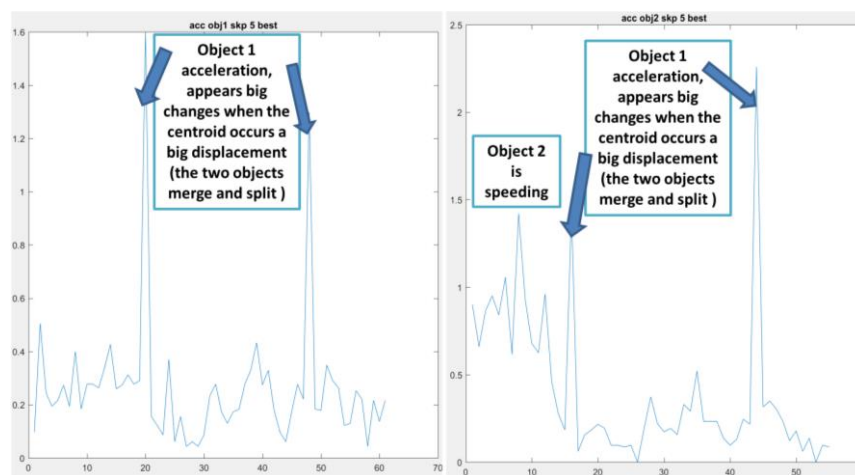 acc obj1 skp 5 best
1.6
1.4
1.2
1
0.8
0.6
0.4
0.2
0
0 10 20 30 40 50 60 70
Object 1
acceleration,
appears big
changes when the
centroid occurs a
big displacement
(the two objects
merge and split )
acc obj2 skp 5 best
2.5
2
1.5
1
0.5
0
0 10 20 30 40 50 60
Object 2
is
speeding
Object 1
acceleration,
appears big
changes when the
centroid occurs a
big displacement
(the two objects
merge and split )